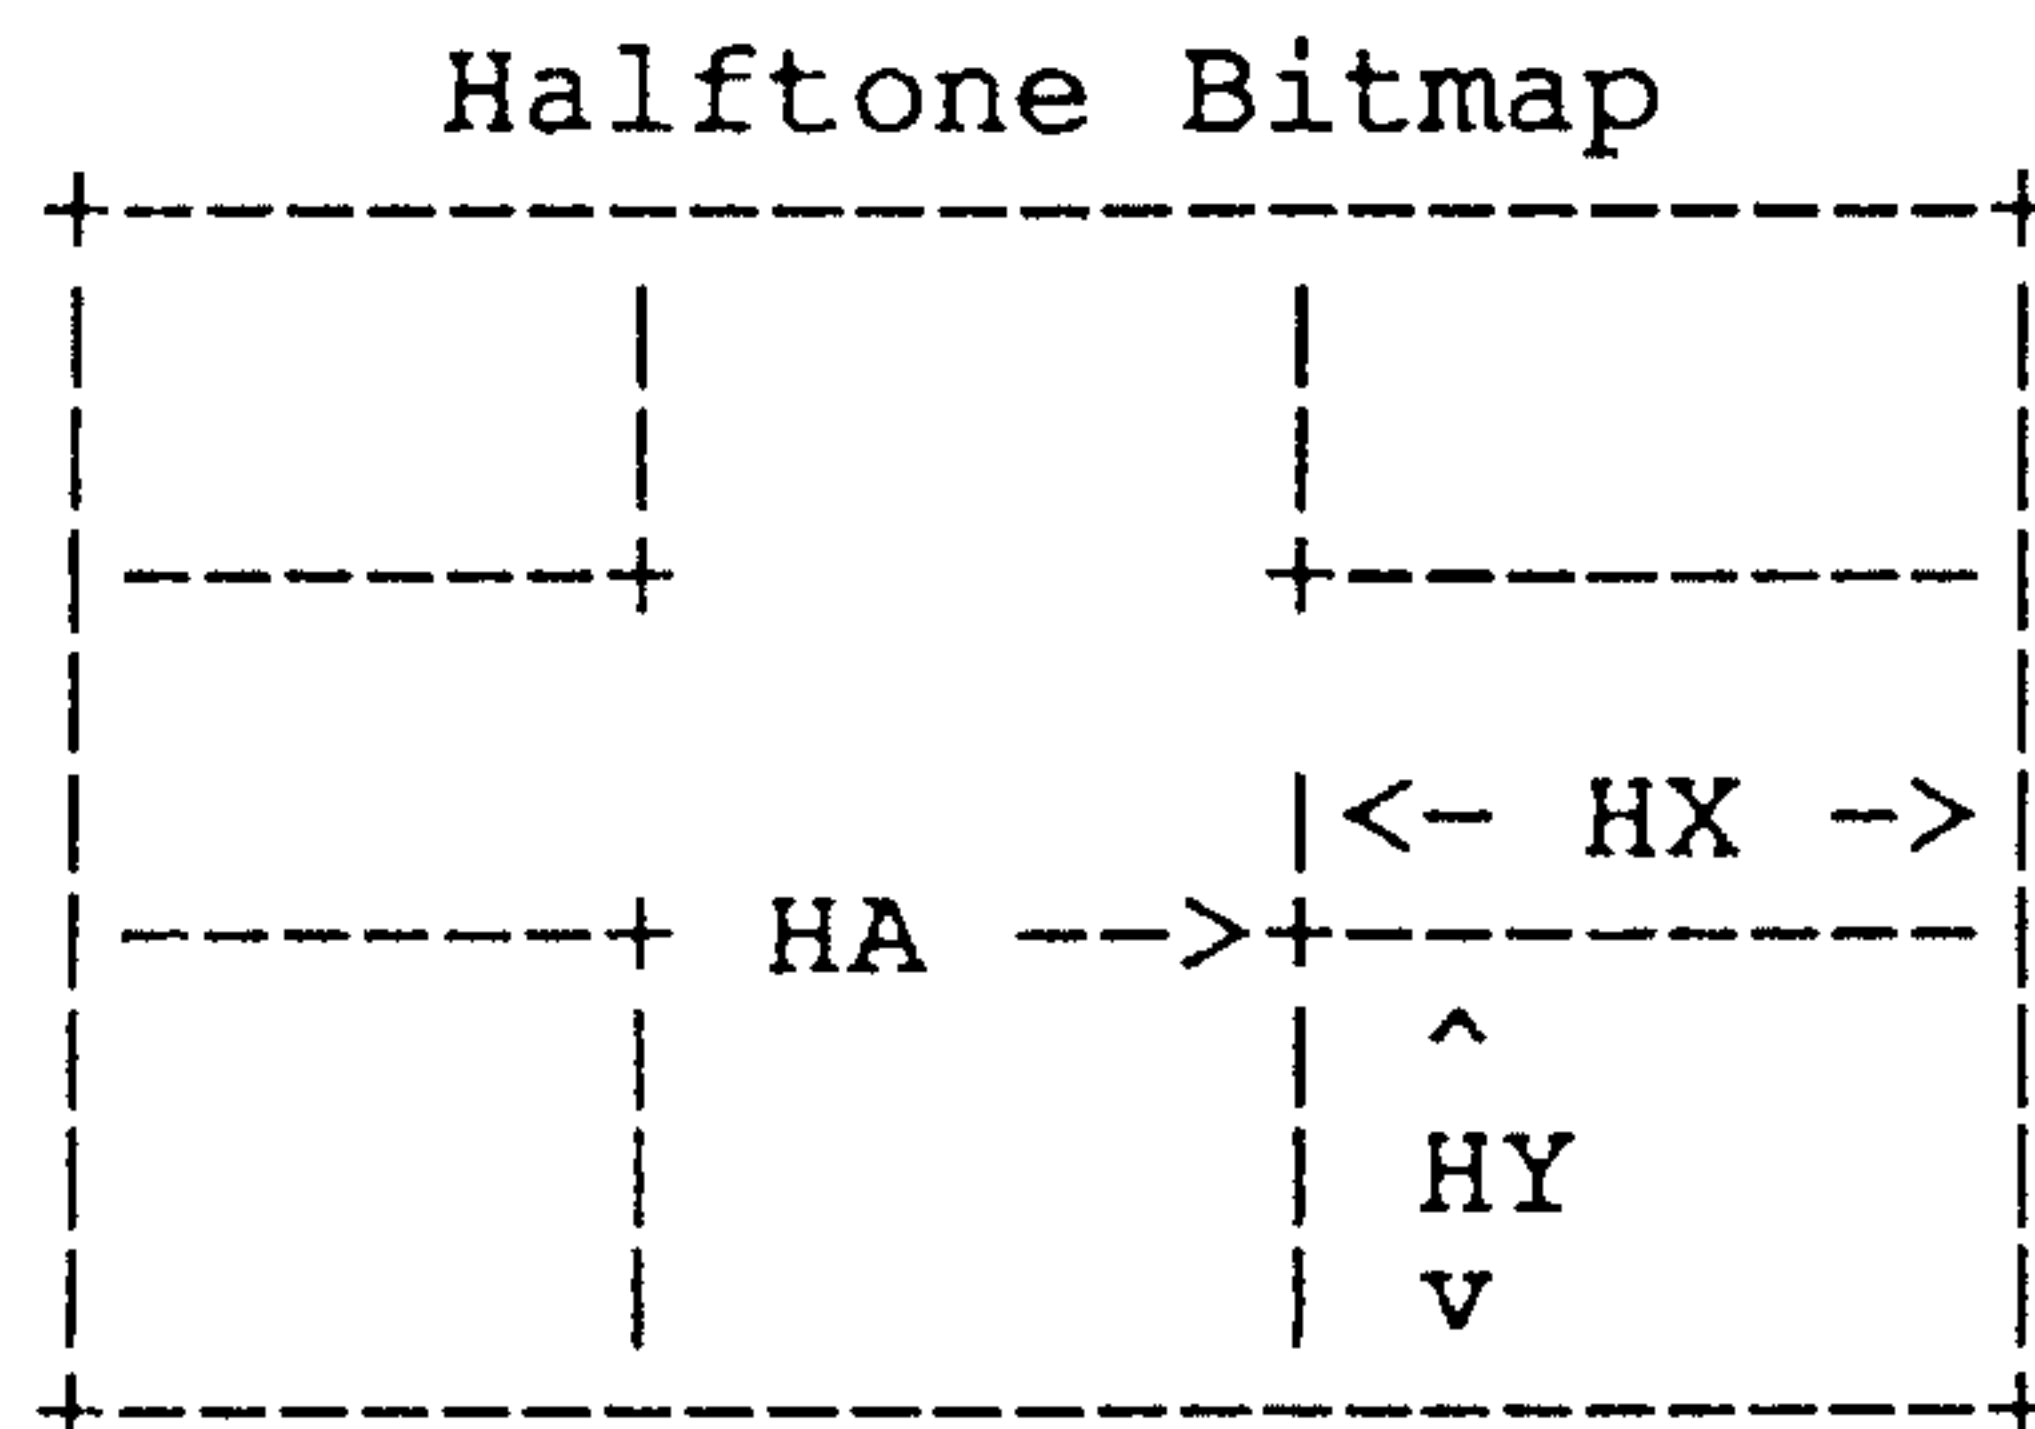 Halftone Bitmap
+-----------------------+
|      |       |        |
|      |       |        |
| ------+       +-------- |
|                       |
|               |<- HX ->|
| ------+ HA -->+-------- |
|      |       | ^      |
|      |       | HY     |
|      |       | v      |
+-----------------------+